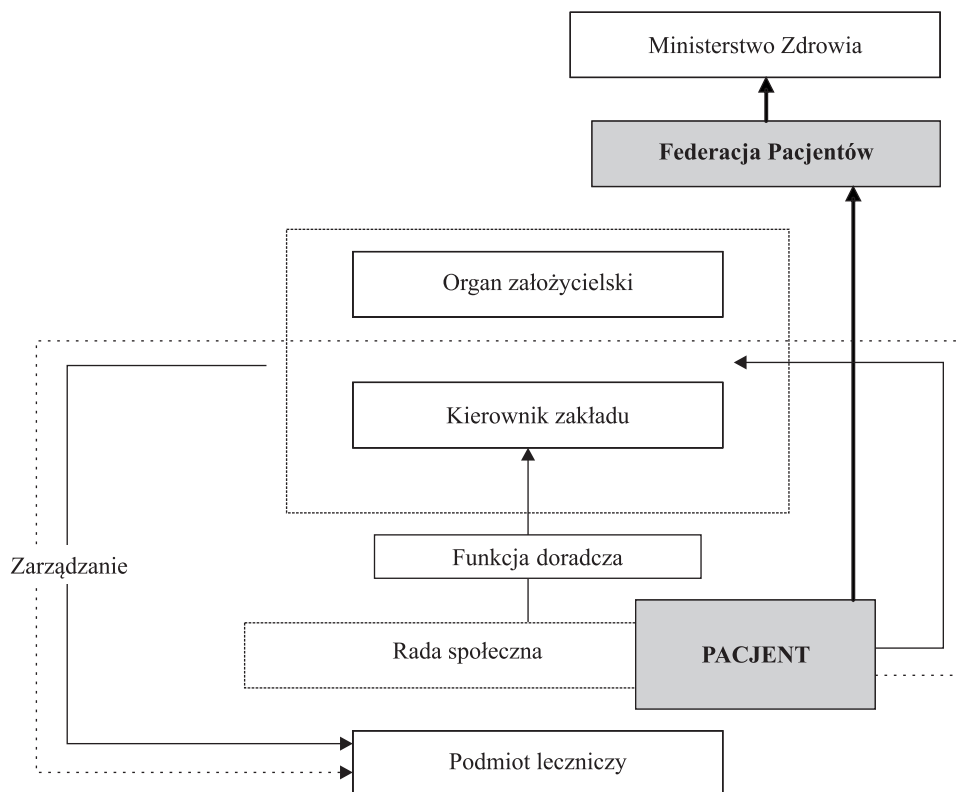 Ministerstwo Zdrowia
Federacja Pacjentów
Organ założycielski
Kierownik zakładu
Funkcja doradcza
Zarządzanie
Rada społeczna
PACJENT
Podmiot leczniczy